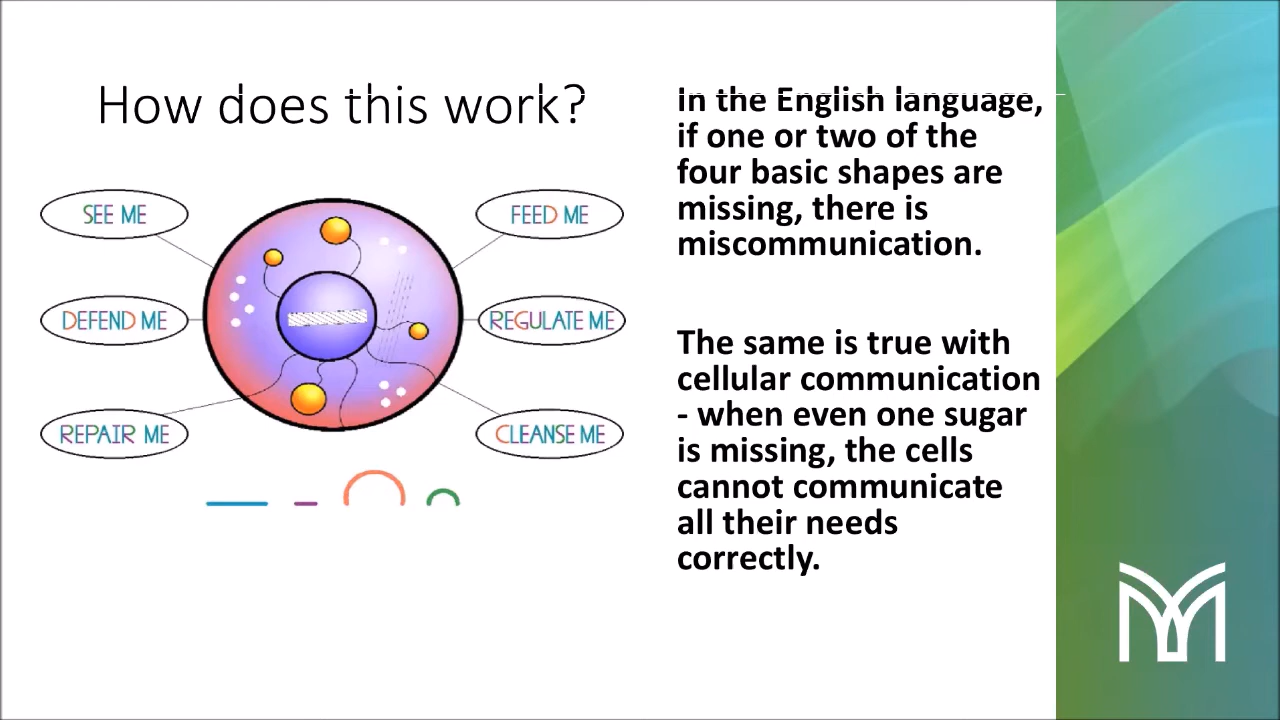 How does this work?
SEE ME
FEED ME
DEFEND ME
REGULATE ME
REPAIR ME
CLEANSE ME
In the English language,
if one or two of the
four basic shapes are
missing, there is
miscommunication.
The same is true with
cellular communication
- when even one sugar
is missing, the cells
cannot communicate
all their needs
correctly.